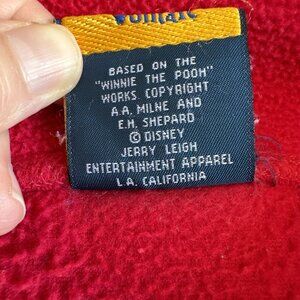 BASED ON THE
"WINNIE THE POOH"
WORKS. COPYRIGHT
A.A. MILNE AND
E.H. SHEPARD
© DISNEY
JERRY LEIGH
ENTERTAINMENT APPAREL
L.A. CALIFORNIA